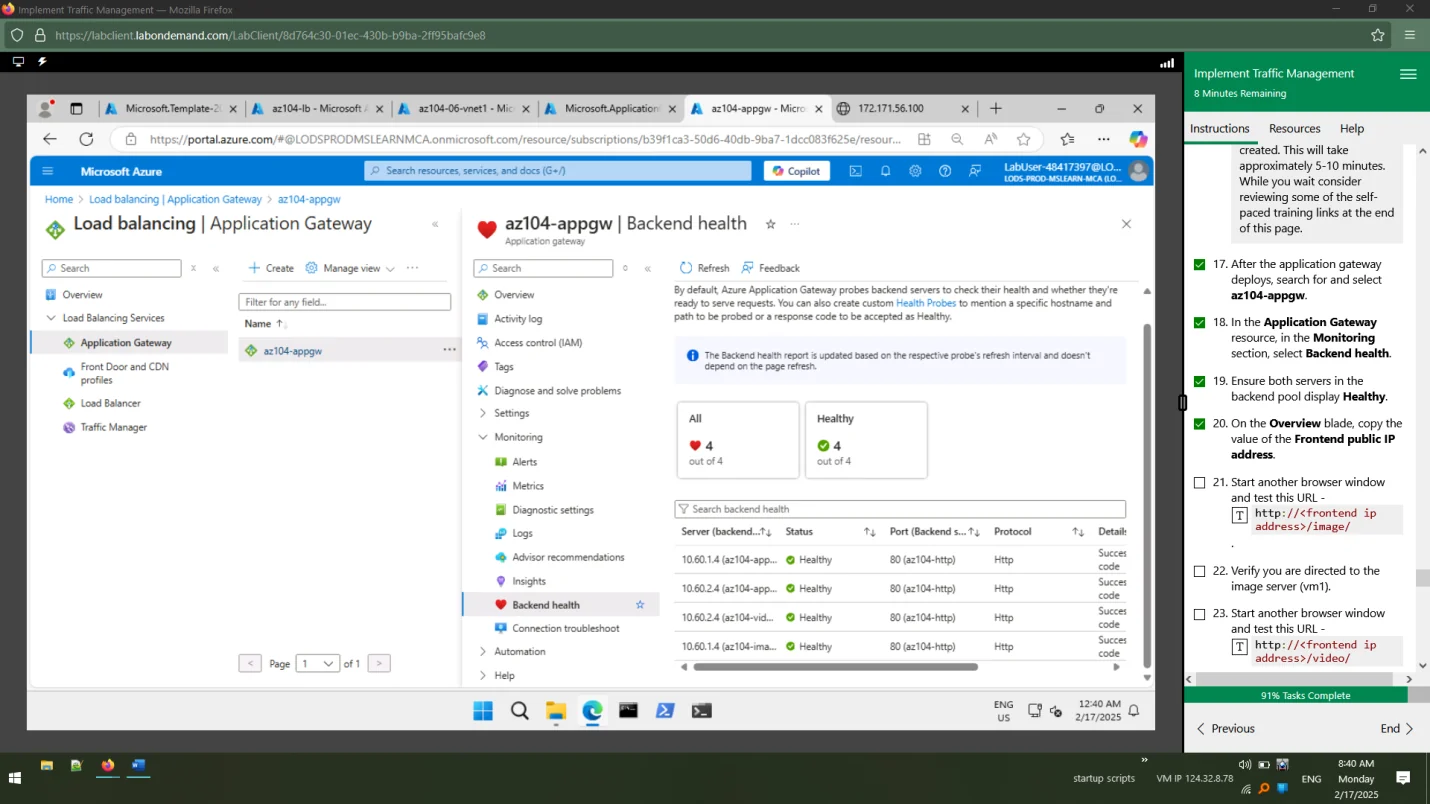 Implement Traffic Management — Mozilla Firefox
https://labclient.labondemand.com/LabClient/8d764c30-01ec-430b-b9ba-2ff95bafc9e8
Microsoft.Template-2
az104-lb - Microsoft A
az104-06-vnet1 - Mic
Microsoft.Application
az104-appgw - Micro
172.171.56.100
https://portal.azure.com/#@LODSPRODMSLEARNMCA.onmicrosoft.com/resource/subscriptions/b39f1ca3-50d6-40db-9ba7-1dcc083f625e/resour...
Microsoft Azure
Search resources, services, and docs (G+/)
Copilot
LabUser-48417397@LO...
LODS-PROD-MSLEARN-MCA (LO...
Home > Load balancing | Application Gateway > az104-appgw
Load balancing | Application Gateway
Search
Overview
Load Balancing Services
Application Gateway
Front Door and CDN
profiles
Load Balancer
Traffic Manager
Create
Manage view
Filter for any field...
Name
az104-appgw
Page 1 of 1
az104-appgw | Backend health
Application gateway
Search
Overview
Activity log
Access control (IAM)
Tags
Diagnose and solve problems
Settings
Monitoring
Alerts
Metrics
Diagnostic settings
Logs
Advisor recommendations
Insights
Backend health
Connection troubleshoot
Automation
Help
Refresh
Feedback
By default, Azure Application Gateway probes backend servers to check their health and whether they're
ready to serve requests. You can also create custom Health Probes to mention a specific hostname and
path to be probed or a response code to be accepted as Healthy.
The Backend health report is updated based on the respective probe's refresh interval and doesn't
depend on the page refresh.
All
4
out of 4
Healthy
4
out of 4
Search backend health
Server (backend... Status Port (Backend s... Protocol Details
10.60.1.4 (az104-app... Healthy 80 (az104-http) Http Succes
code
10.60.2.4 (az104-app... Healthy 80 (az104-http) Http Succes
code
10.60.2.4 (az104-vid... Healthy 80 (az104-http) Http Succes
code
10.60.1.4 (az104-ima... Healthy 80 (az104-http) Http Succes
code
ENG
US
12:40 AM
2/17/2025
Implement Traffic Management
8 Minutes Remaining
Instructions Resources Help
created. This will take
approximately 5-10 minutes.
While you wait consider
reviewing some of the self-
paced training links at the end
of this page.
17. After the application gateway
deploys, search for and select
az104-appgw.
18. In the Application Gateway
resource, in the Monitoring
section, select Backend health.
19. Ensure both servers in the
backend pool display Healthy.
20. On the Overview blade, copy the
value of the Frontend public IP
address.
21. Start another browser window
and test this URL -
T http://<frontend ip
address>/image/
.
22. Verify you are directed to the
image server (vm1).
23. Start another browser window
and test this URL -
T http://<frontend ip
address>/video/
91% Tasks Complete
Previous
End
startup scripts
VM IP 124.32.8.78
ENG
8:40 AM
Monday
2/17/2025